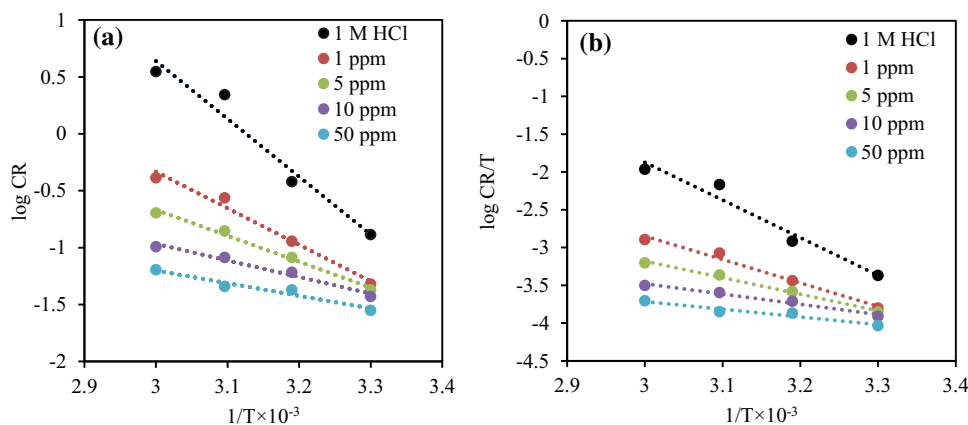 (a)
1 M HCl
1 ppm
5 ppm
10 ppm
50 ppm
1
0.5
0
-0.5
-1
-1.5
-2
log CR
2.9 3 3.1 3.2 3.3 3.4
1/T×10⁻³
(b)
1 M HCl
1 ppm
5 ppm
10 ppm
50 ppm
0
-0.5
-1
-1.5
-2
-2.5
-3
-3.5
-4
-4.5
log CR/T
2.9 3 3.1 3.2 3.3 3.4
1/T×10⁻³